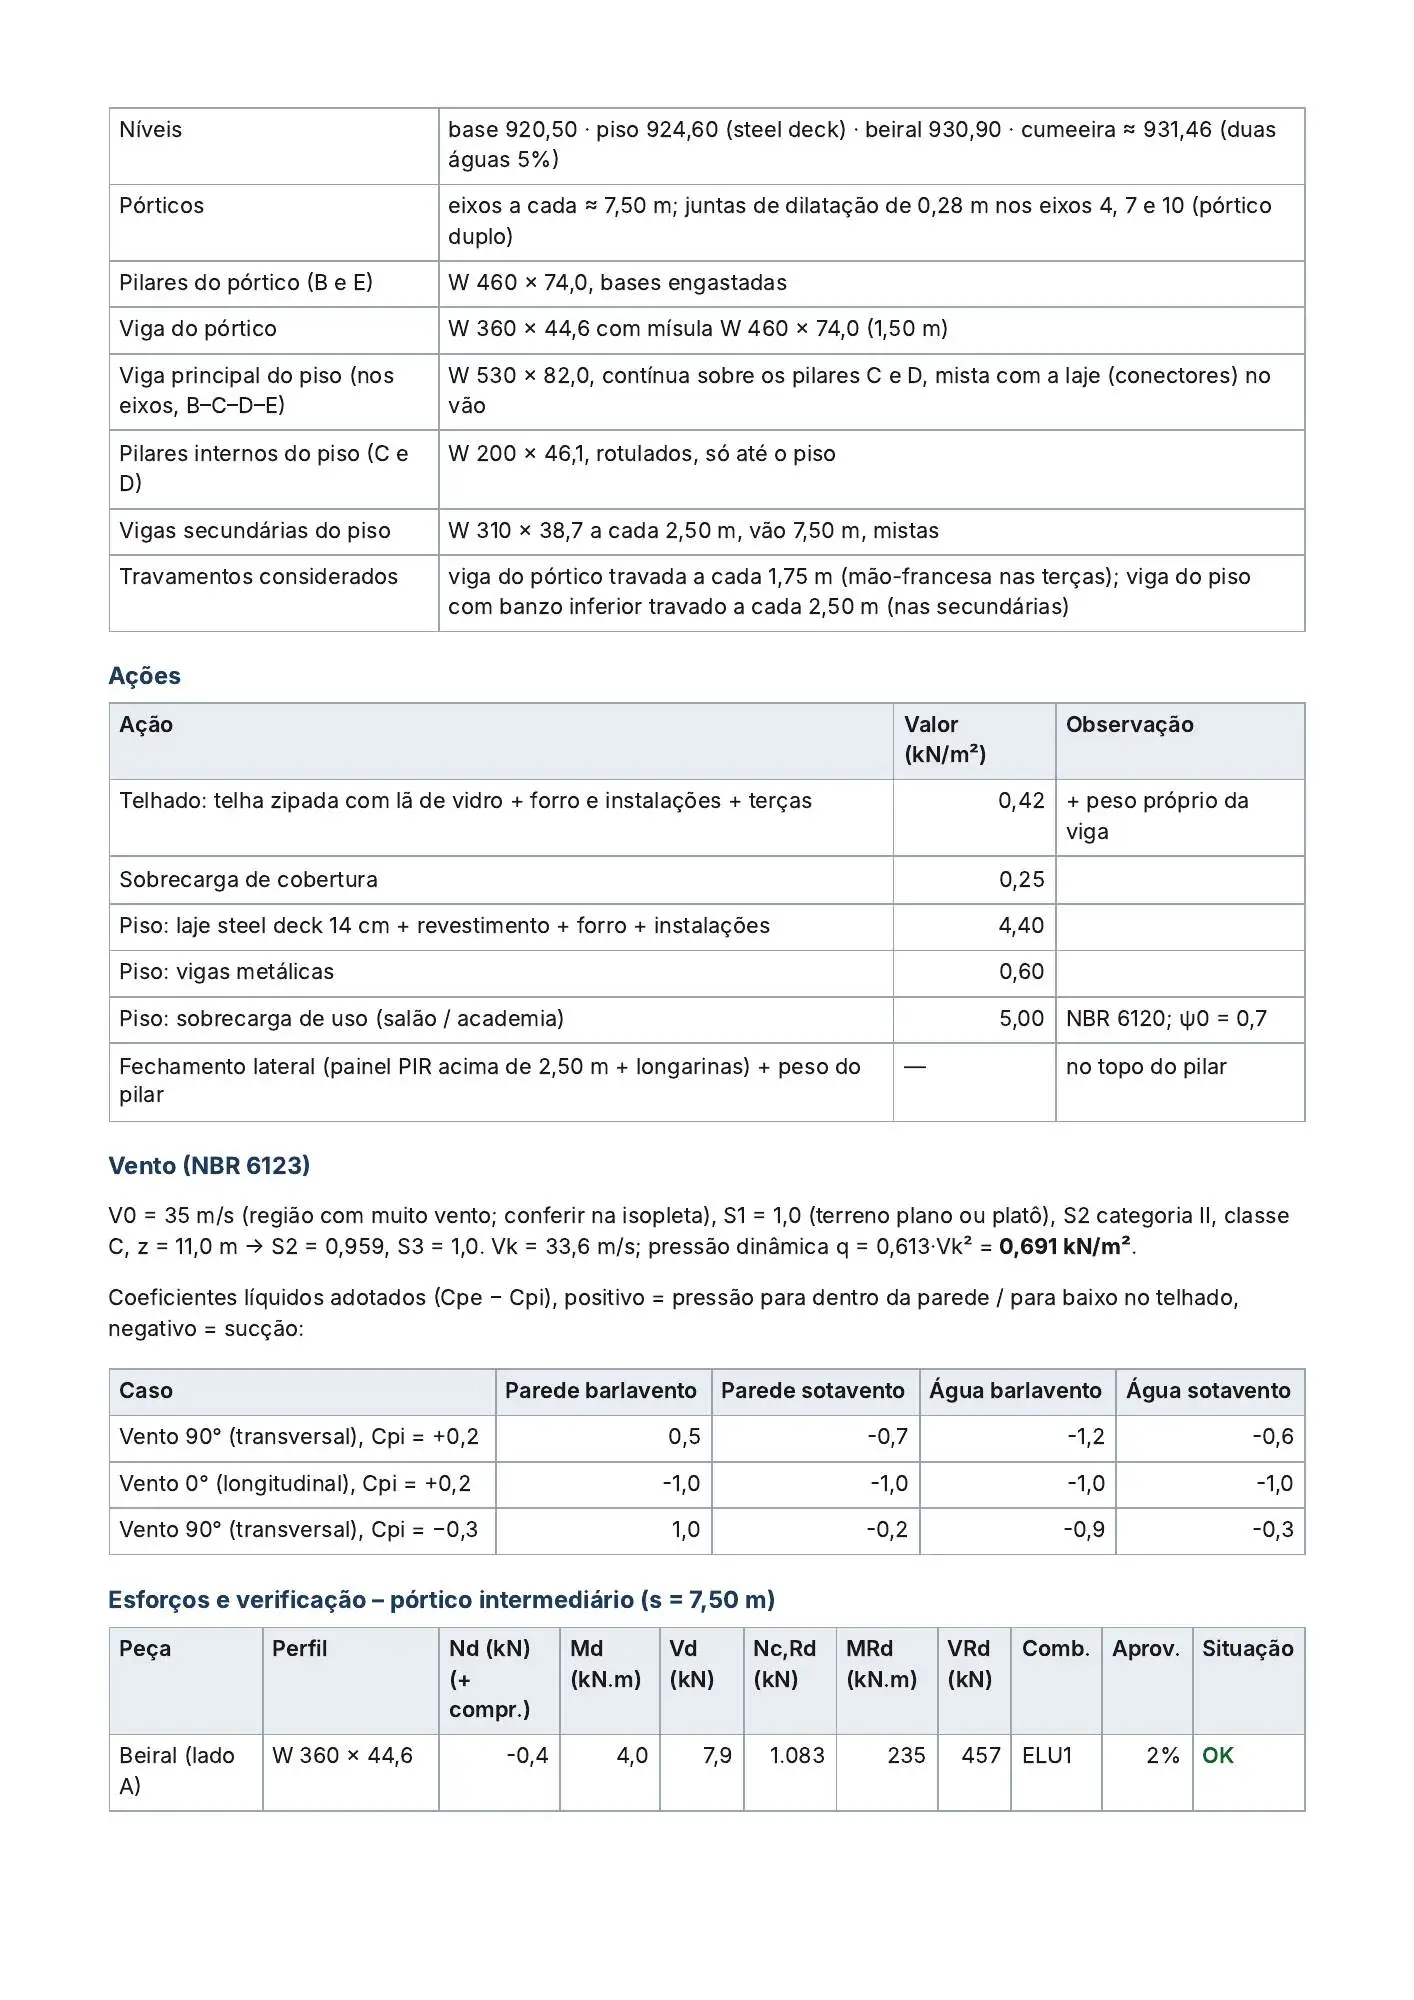 Níveis
base 920,50 · piso 924,60 (steel deck) · beiral 930,90 · cumeeira ≈ 931,46 (duas
águas 5%)
Pórticos
eixos a cada ≈ 7,50 m; juntas de dilatação de 0,28 m nos eixos 4, 7 e 10 (pórtico
duplo)
Pilares do pórtico (B e E)
W 460 × 74,0, bases engastadas
Viga do pórtico
W 360 × 44,6 com mísula W 460 × 74,0 (1,50 m)
Viga principal do piso (nos
eixos, B–C–D–E)
W 530 × 82,0, contínua sobre os pilares C e D, mista com a laje (conectores) no
vão
Pilares internos do piso (C e
D)
W 200 × 46,1, rotulados, só até o piso
Vigas secundárias do piso
W 310 × 38,7 a cada 2,50 m, vão 7,50 m, mistas
Travamentos considerados
viga do pórtico travada a cada 1,75 m (mão-francesa nas terças); viga do piso
com banzo inferior travado a cada 2,50 m (nas secundárias)
Ações
Ação
Valor
(kN/m²)
Observação
Telhado: telha zipada com lã de vidro + forro e instalações + terças
0,42
+ peso próprio da
viga
Sobrecarga de cobertura
0,25
Piso: laje steel deck 14 cm + revestimento + forro + instalações
4,40
Piso: vigas metálicas
0,60
Piso: sobrecarga de uso (salão / academia)
5,00
NBR 6120; ψ0 = 0,7
Fechamento lateral (painel PIR acima de 2,50 m + longarinas) + peso do
pilar
—
no topo do pilar
Vento (NBR 6123)
V0 = 35 m/s (região com muito vento; conferir na isopleta), S1 = 1,0 (terreno plano ou platô), S2 categoria II, classe
C, z = 11,0 m → S2 = 0,959, S3 = 1,0. Vk = 33,6 m/s; pressão dinâmica q = 0,613·Vk² = 0,691 kN/m².
Coeficientes líquidos adotados (Cpe − Cpi), positivo = pressão para dentro da parede / para baixo no telhado,
negativo = sucção:
Caso
Parede barlavento
Parede sotavento
Água barlavento
Água sotavento
Vento 90° (transversal), Cpi = +0,2
0,5
-0,7
-1,2
-0,6
Vento 0° (longitudinal), Cpi = +0,2
-1,0
-1,0
-1,0
-1,0
Vento 90° (transversal), Cpi = −0,3
1,0
-0,2
-0,9
-0,3
Esforços e verificação – pórtico intermediário (s = 7,50 m)
Peça
Perfil
Nd (kN)
(+
compr.)
Md
(kN.m)
Vd
(kN)
Nc,Rd
(kN)
MRd
(kN.m)
VRd
(kN)
Comb.
Aprov.
Situação
Beiral (lado
A)
W 360 × 44,6
-0,4
4,0
7,9
1.083
235
457
ELU1
2%
OK